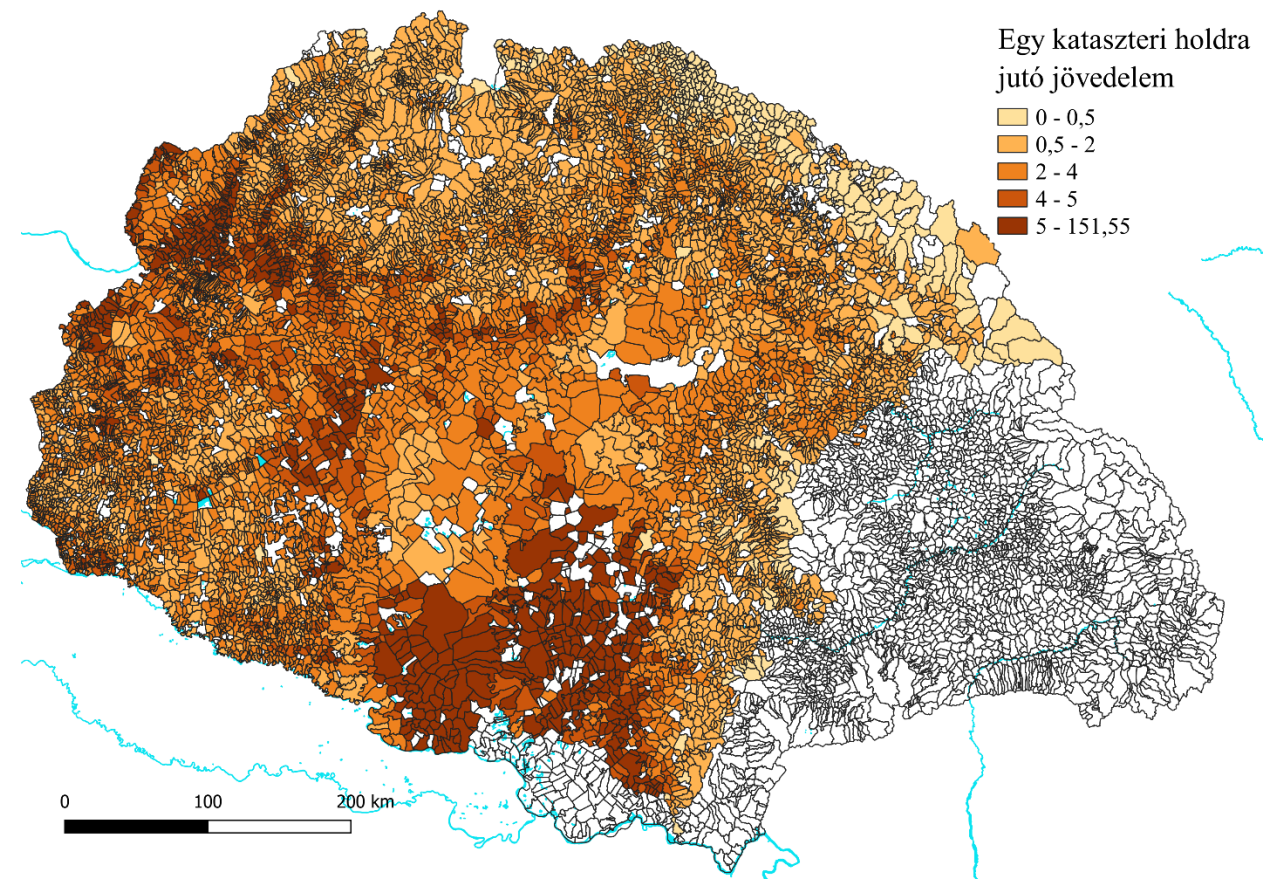 Egy kataszteri holdra
jutó jövedelem
0 - 0,5
0,5 - 2
2 - 4
4 - 5
5 - 151,55
0 100 200 km